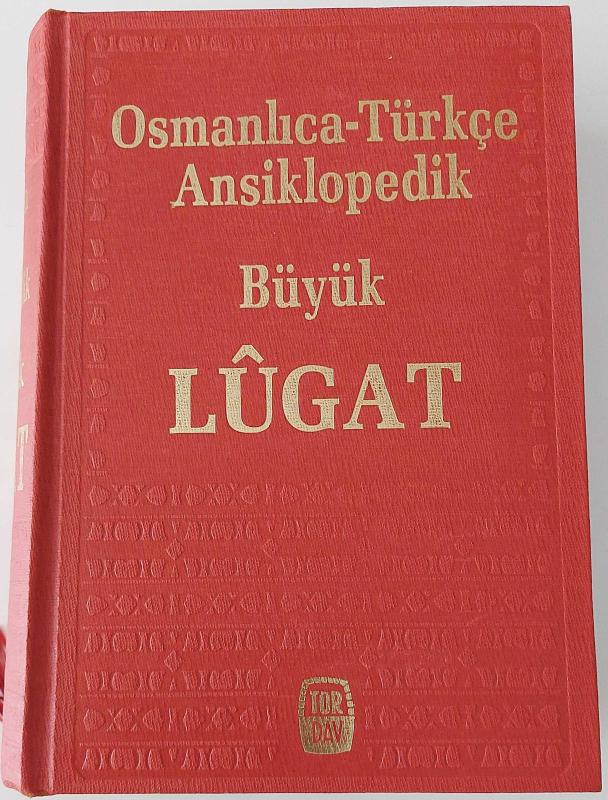 Osmanlıca-Türkçe
Ansiklopedik
Büyük
LÛGAT
TÜR
DAV